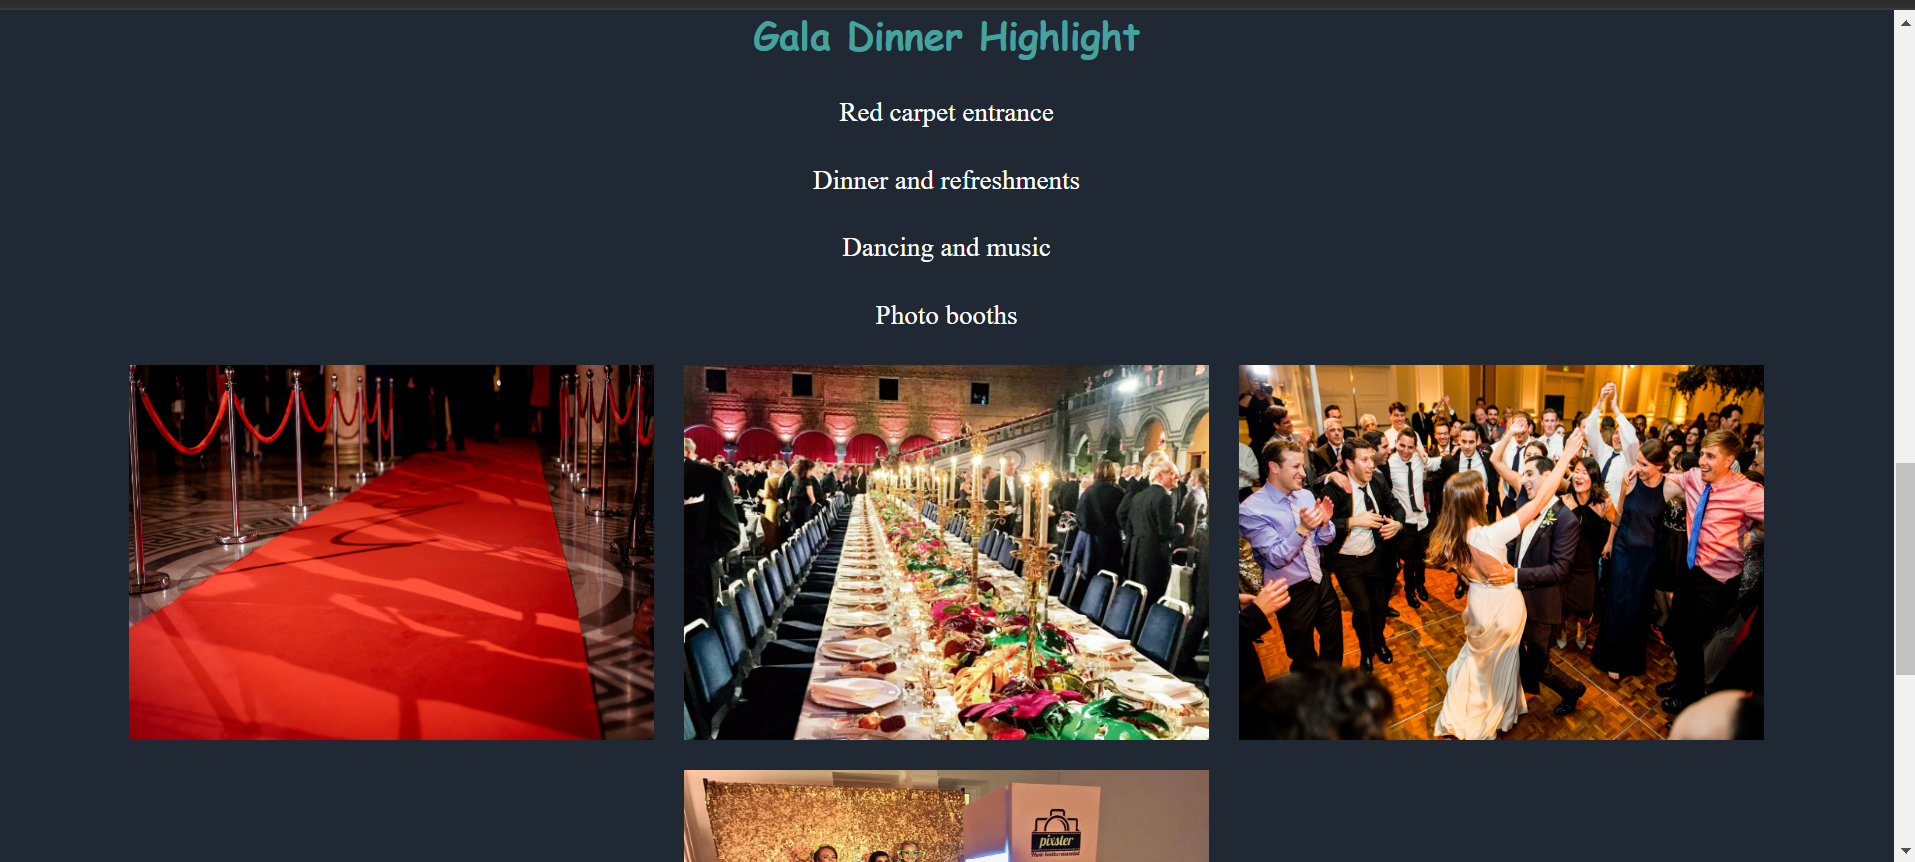 Gala Dinner Highlight
Red carpet entrance
Dinner and refreshments
Dancing and music
Photo booths
pixster